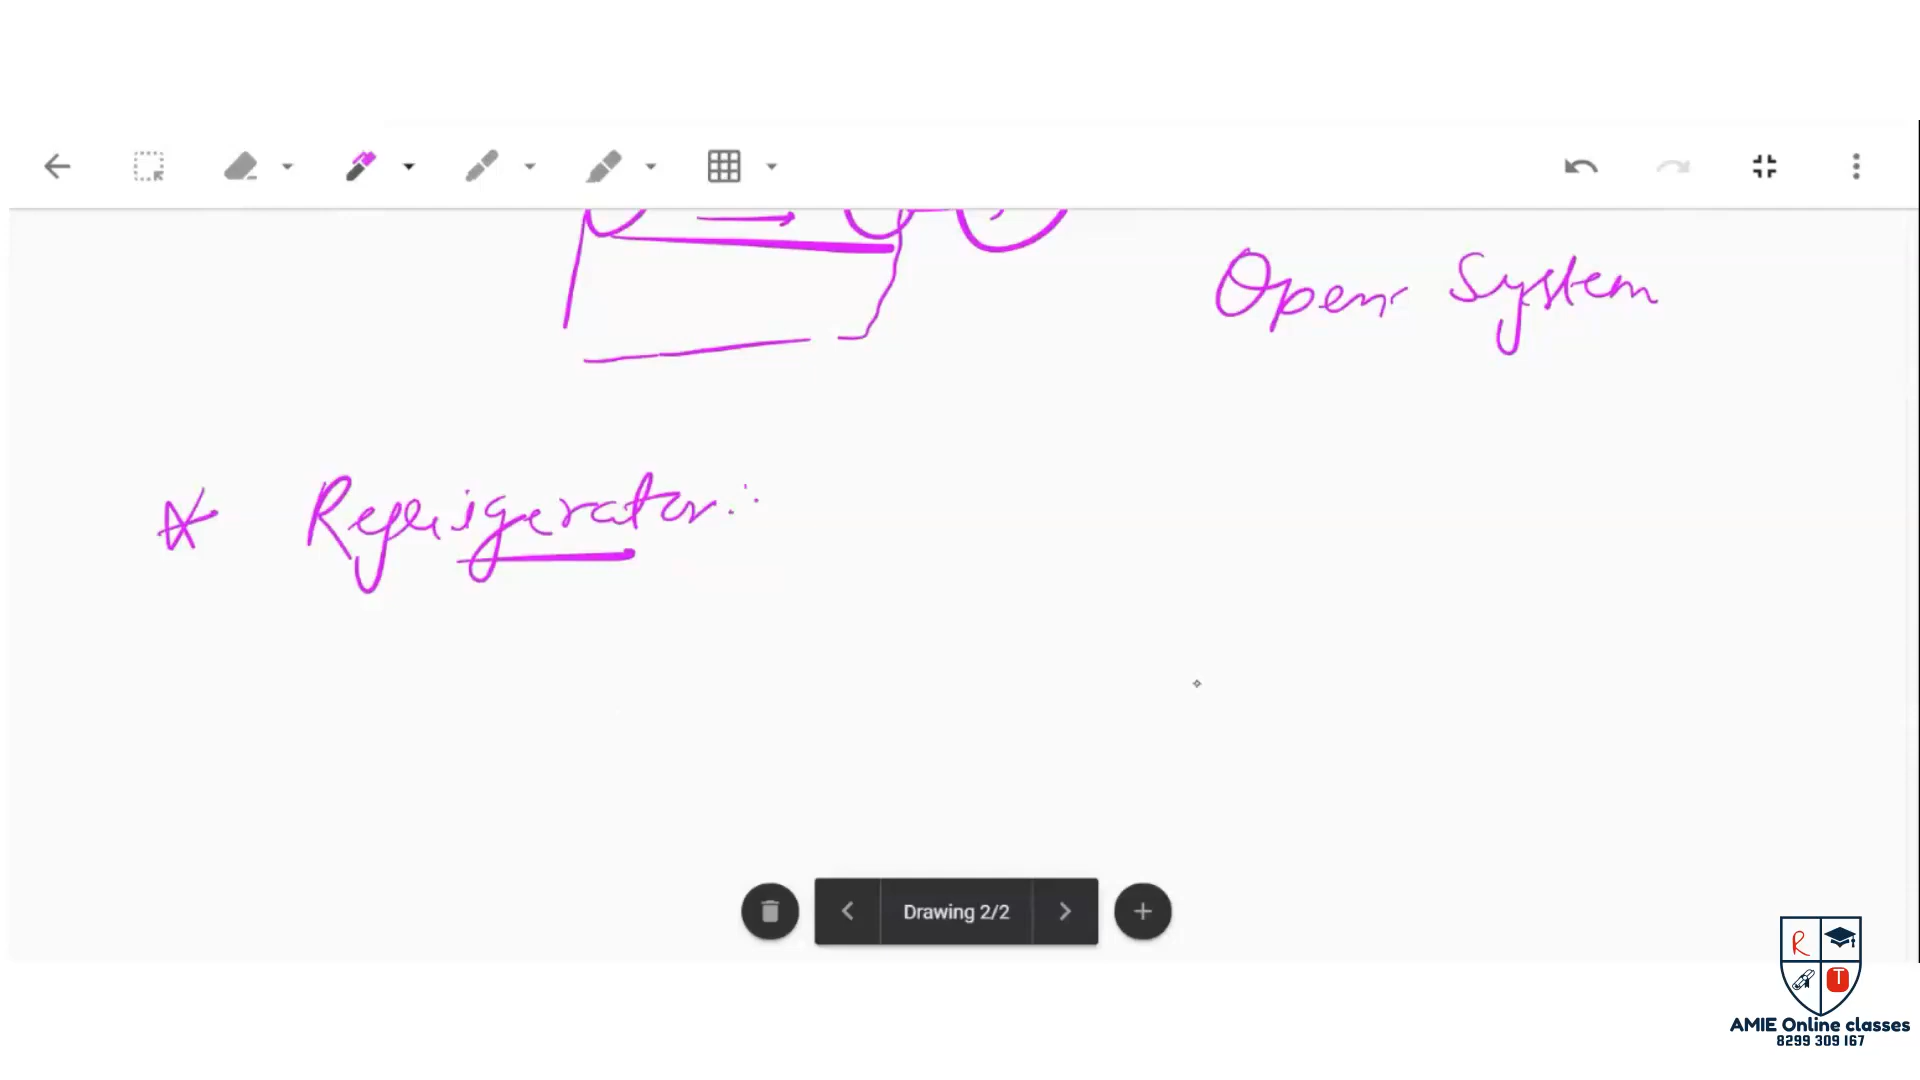 Open System
* Refrigerator:-
Drawing 2/2
R
T
AMIE Online classes
8299 309 167